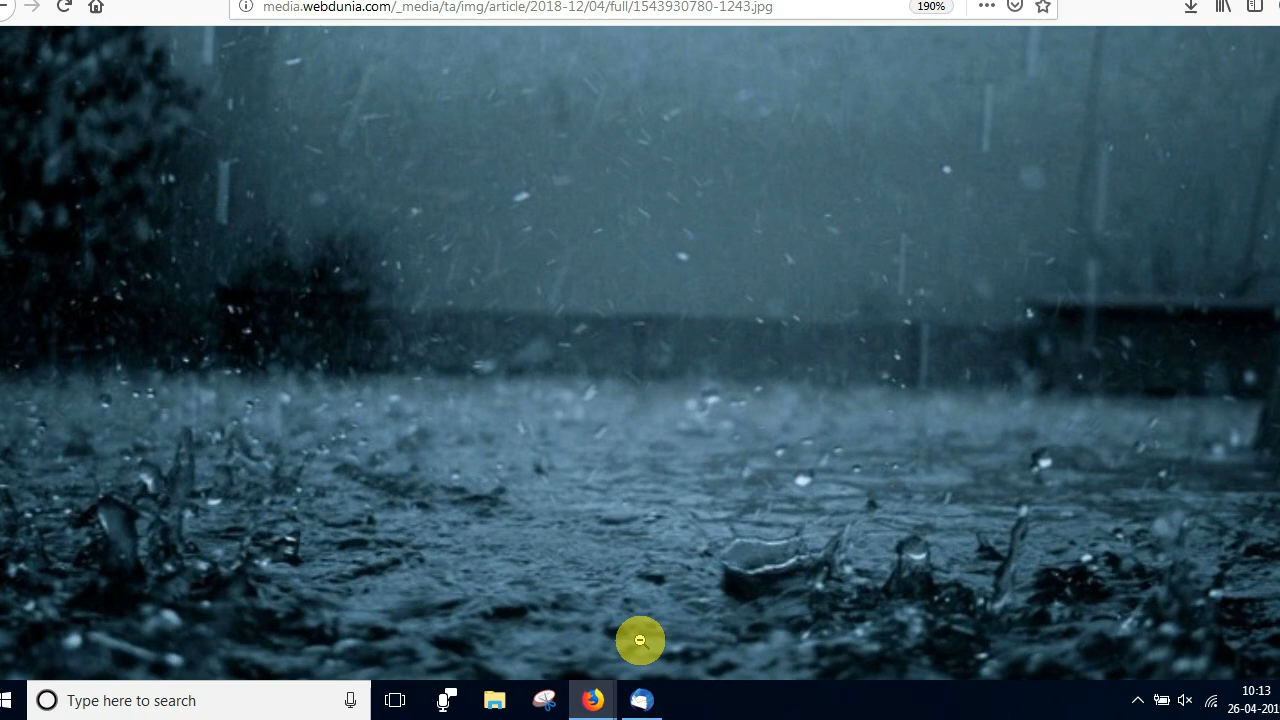 media.webdunia.com/_media/ta/img/article/2018-12/04/full/1543930780-1243.jpg
190%
Type here to search
10:13
26-04-201